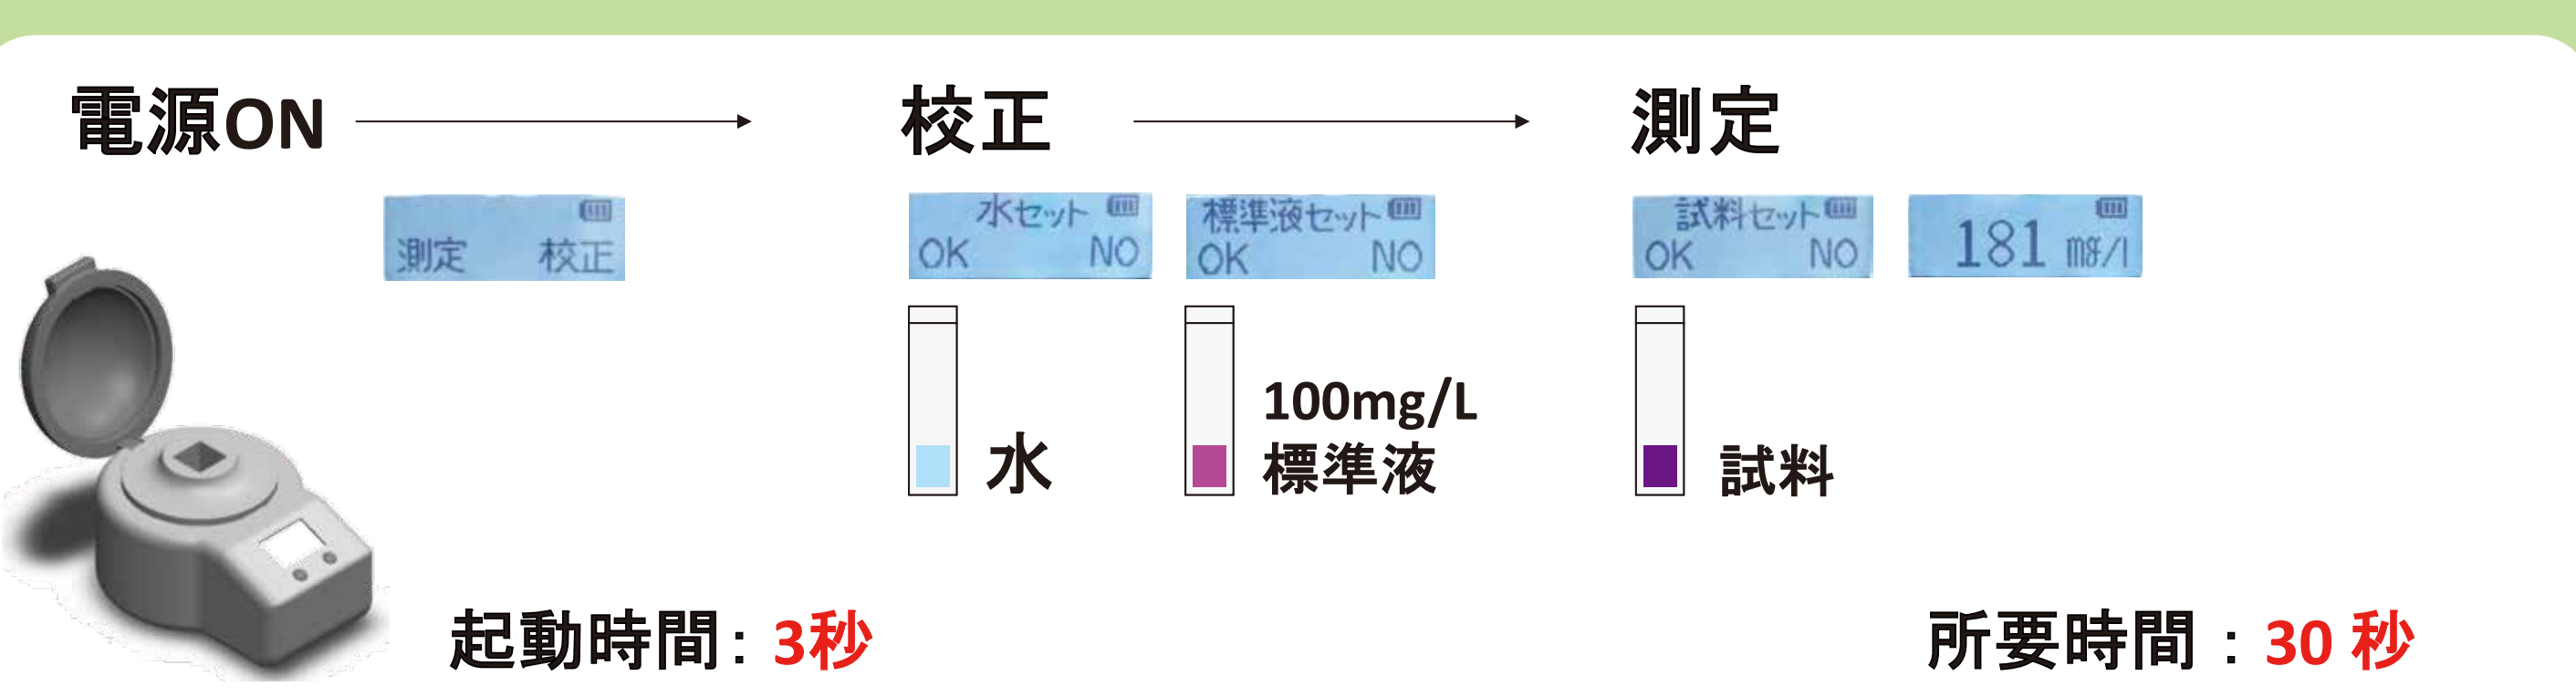 電源ON
校正
測定
測定 校正
水セット
OK NO
標準液セット
OK NO
試料セット
OK NO
181 mg/l
水
100mg/L
標準液
試料
起動時間：3秒
所要時間：30 秒